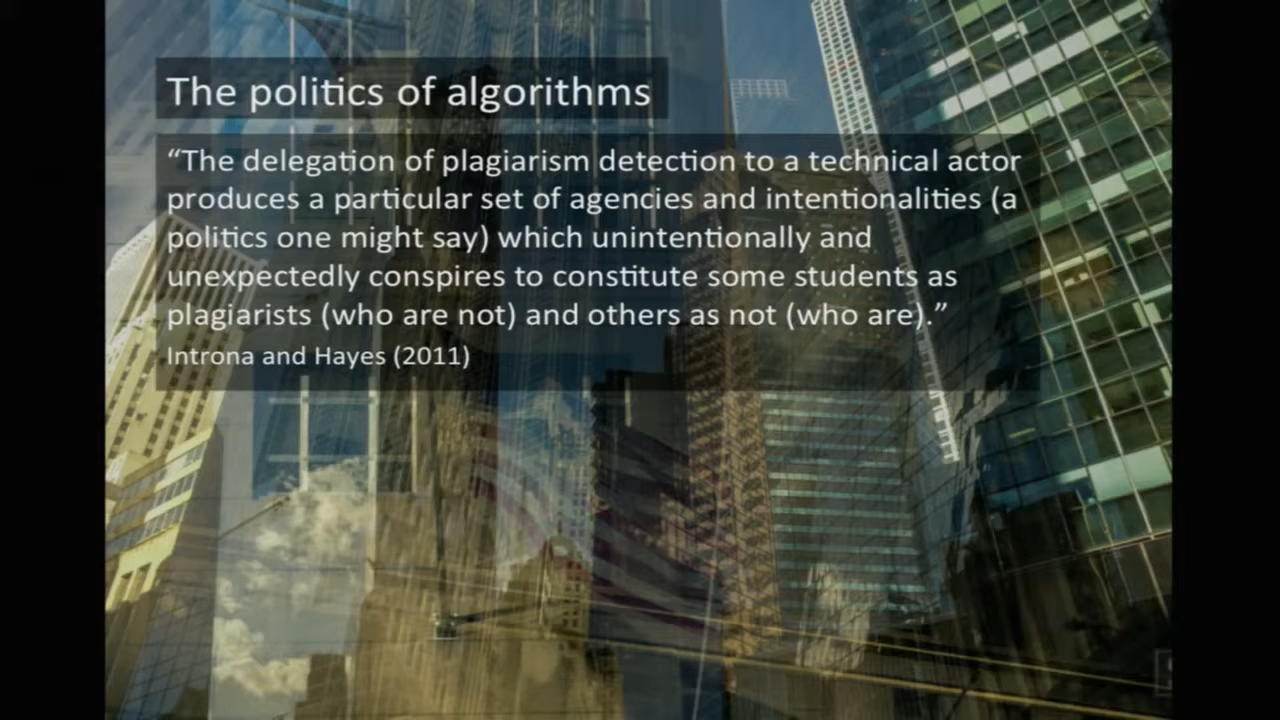 The politics of algorithms
“The delegation of plagiarism detection to a technical actor
produces a particular set of agencies and intentionalities (a
politics one might say) which unintentionally and
unexpectedly conspires to constitute some students as
plagiarists (who are not) and others as not (who are).”
Introna and Hayes (2011)